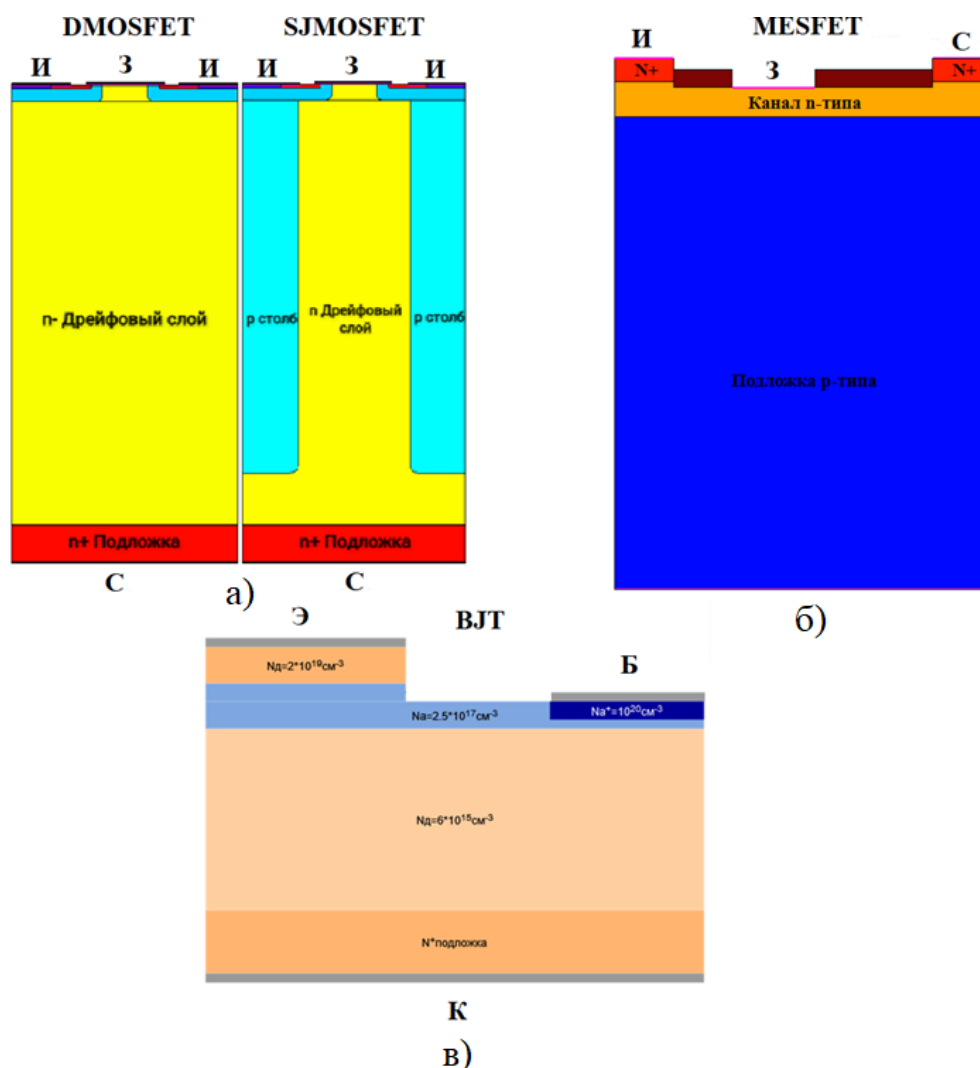 DMOSFET
SJMOSFET
MESFET
И
З
И
И
З
И
И
З
С
N+
N+
Канал n-типа
n- Дрейфовый слой
p столб
n Дрейфовый
слой
p столб
Подложка p-типа
n+ Подложка
n+ Подложка
С
С
а)
б)
Э
BJT
Б
Nд=2*10¹⁹см⁻³
Na=2.5*10¹⁷см⁻³
Na⁺=10²⁰см⁻³
Nд=6*10¹⁵см⁻³
N⁺подложка
К
в)